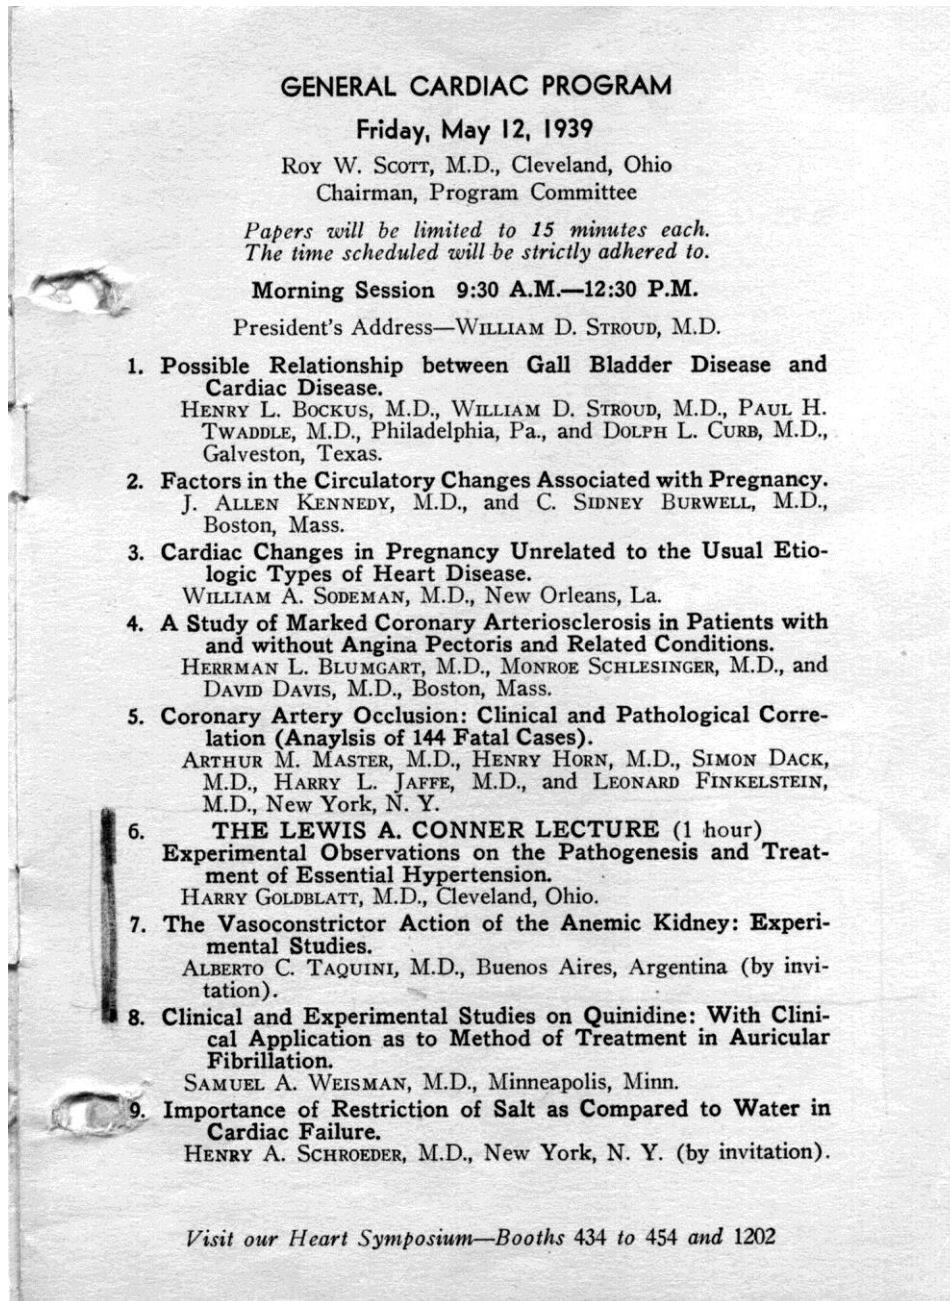 GENERAL CARDIAC PROGRAM
Friday, May 12, 1939
ROY W. SCOTT, M.D., Cleveland, Ohio
Chairman, Program Committee
Papers will be limited to 15 minutes each.
The time scheduled will be strictly adhered to.
Morning Session 9:30 A.M.—12:30 P.M.
President's Address—WILLIAM D. STROUD, M.D.
1. Possible Relationship between Gall Bladder Disease and
Cardiac Disease.
HENRY L. BOCKUS, M.D., WILLIAM D. STROUD, M.D., PAUL H.
TWADDLE, M.D., Philadelphia, Pa., and DOLPH L. CURB, M.D.,
Galveston, Texas.
2. Factors in the Circulatory Changes Associated with Pregnancy.
J. ALLEN KENNEDY, M.D., and C. SIDNEY BURWELL, M.D.,
Boston, Mass.
3. Cardiac Changes in Pregnancy Unrelated to the Usual Etio-
logic Types of Heart Disease.
WILLIAM A. SODEMAN, M.D., New Orleans, La.
4. A Study of Marked Coronary Arteriosclerosis in Patients with
and without Angina Pectoris and Related Conditions.
HERRMAN L. BLUMGART, M.D., MONROE SCHLESINGER, M.D., and
DAVID DAVIS, M.D., Boston, Mass.
5. Coronary Artery Occlusion: Clinical and Pathological Corre-
lation (Anaylsis of 144 Fatal Cases).
ARTHUR M. MASTER, M.D., HENRY HORN, M.D., SIMON DACK,
M.D., HARRY L. JAFFE, M.D., and LEONARD FINKELSTEIN,
M.D., New York, N. Y.
6. THE LEWIS A. CONNER LECTURE (1 hour)
Experimental Observations on the Pathogenesis and Treat-
ment of Essential Hypertension.
HARRY GOLDBLATT, M.D., Cleveland, Ohio.
7. The Vasoconstrictor Action of the Anemic Kidney: Experi-
mental Studies.
ALBERTO C. TAQUINI, M.D., Buenos Aires, Argentina (by invi-
tation).
8. Clinical and Experimental Studies on Quinidine: With Clini-
cal Application as to Method of Treatment in Auricular
Fibrillation.
SAMUEL A. WEISMAN, M.D., Minneapolis, Minn.
9. Importance of Restriction of Salt as Compared to Water in
Cardiac Failure.
HENRY A. SCHROEDER, M.D., New York, N. Y. (by invitation).
Visit our Heart Symposium—Booths 434 to 454 and 1202